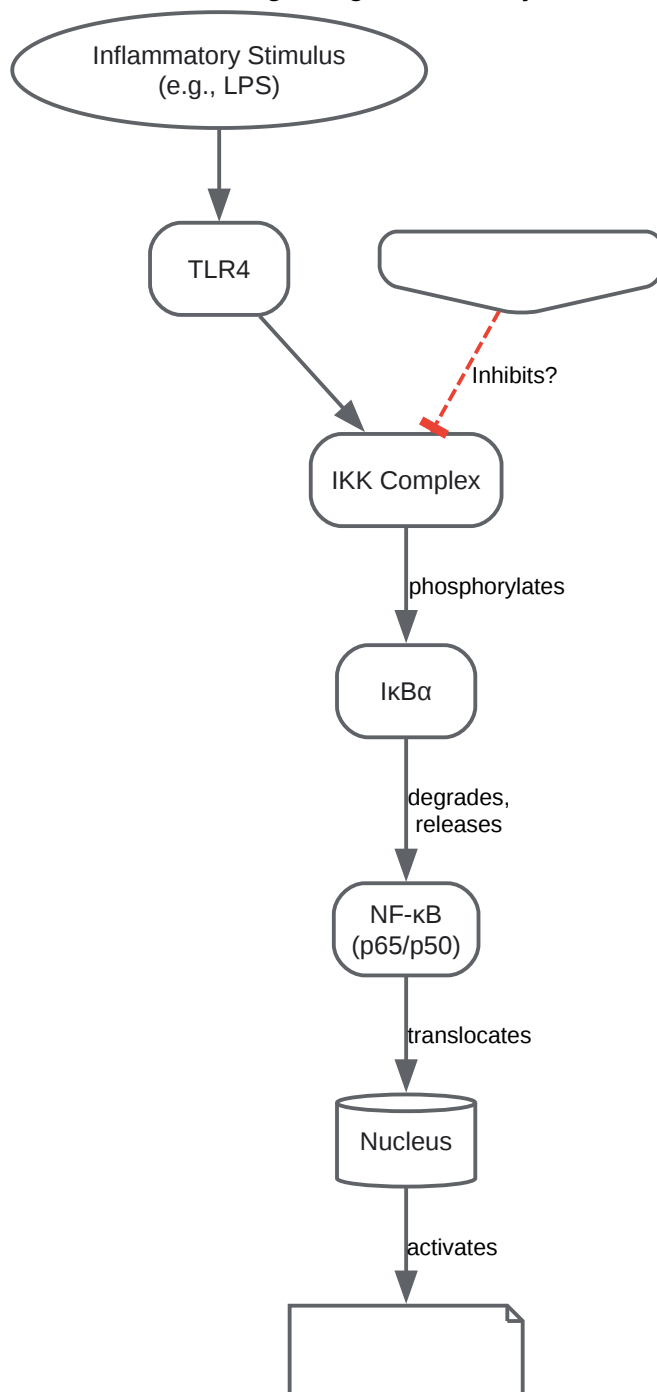 Inflammatory Stimulus
(e.g., LPS)
TLR4
Inhibits?
IKK Complex
phosphorylates
IκBα
degrades,
releases
NF-κB
(p65/p50)
translocates
Nucleus
activates